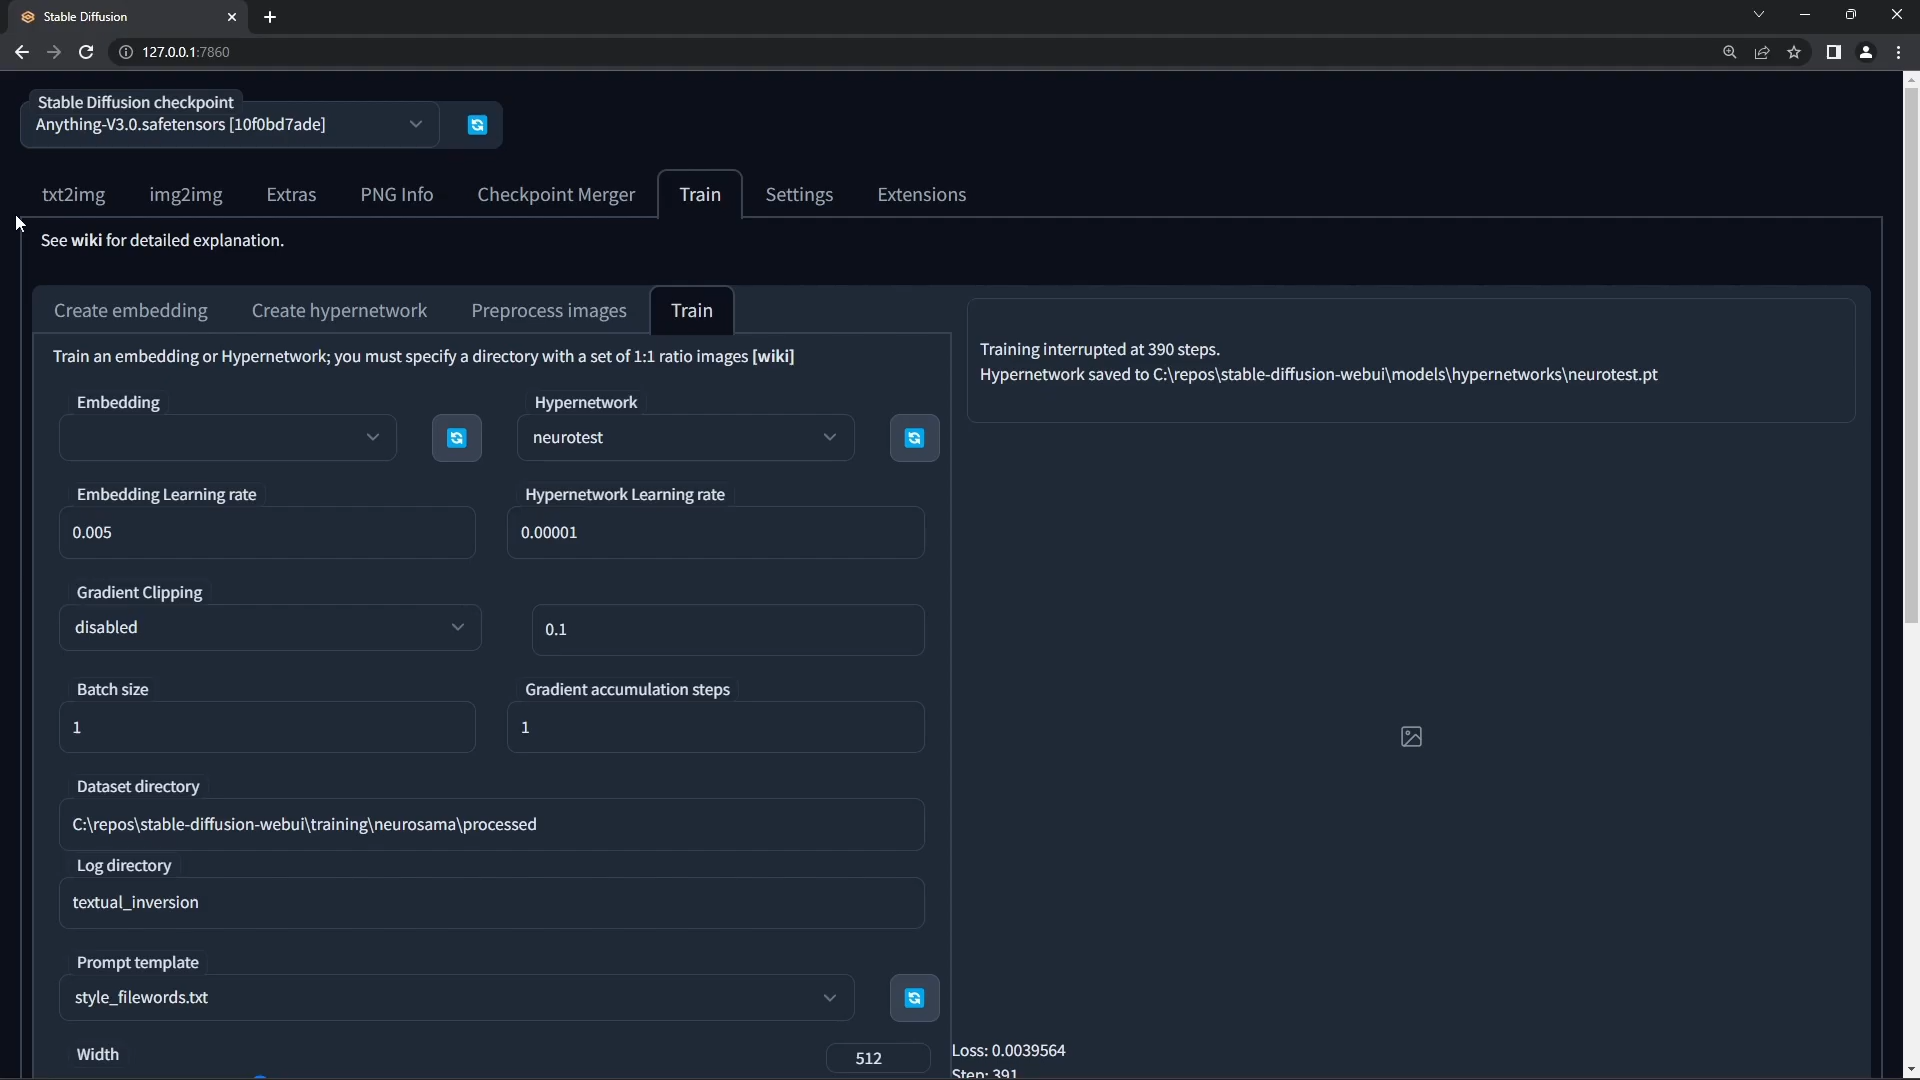 Stable Diffusion
127.0.0.1:7860
Stable Diffusion checkpoint
Anything-V3.0.safetensors [10f0bd7ade]
txt2img img2img Extras PNG Info Checkpoint Merger Train Settings Extensions
See wiki for detailed explanation.
Create embedding Create hypernetwork Preprocess images Train
Train an embedding or Hypernetwork; you must specify a directory with a set of 1:1 ratio images [wiki]
Training interrupted at 390 steps.
Hypernetwork saved to C:\repos\stable-diffusion-webui\models\hypernetworks\neurotest.pt
Embedding Hypernetwork
neurotest
Embedding Learning rate Hypernetwork Learning rate
0.005 0.00001
Gradient Clipping
disabled 0.1
Batch size Gradient accumulation steps
1 1
Dataset directory
C:\repos\stable-diffusion-webui\training\neurosama\processed
Log directory
textual_inversion
Prompt template
style_filewords.txt
Width 512
Loss: 0.0039564
Step: 391